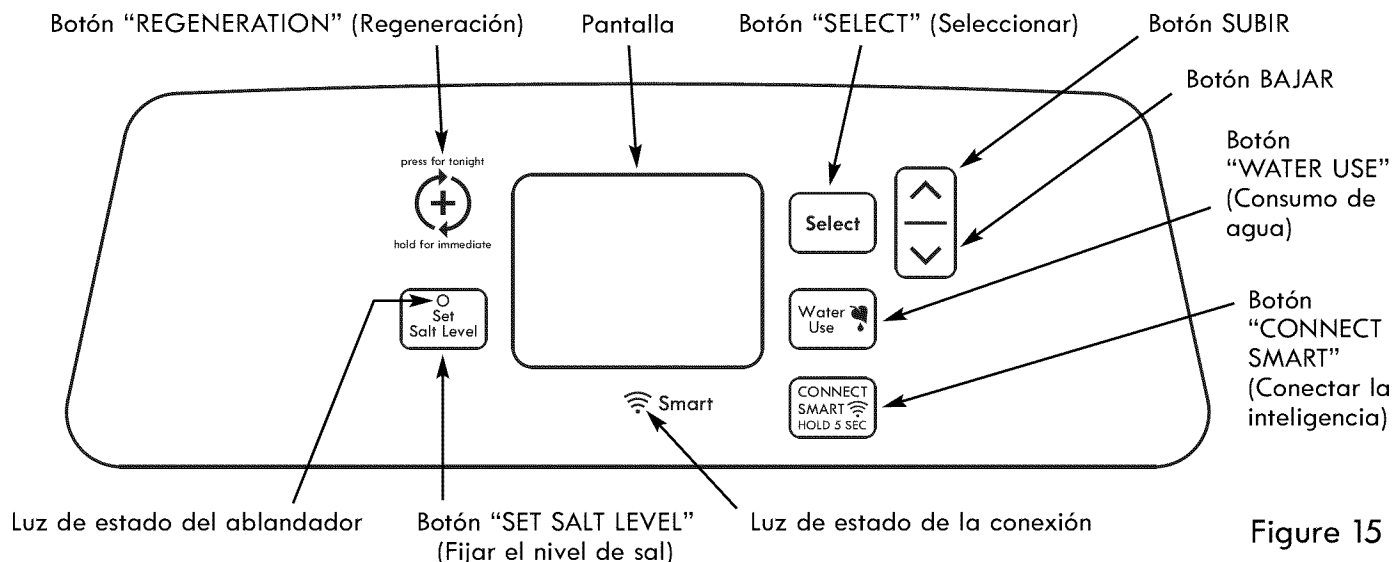 Botón “REGENERATION” (Regeneración)
Pantalla
Botón “SELECT” (Seleccionar)
Botón SUBIR
Botón BAJAR
Botón
“WATER USE”
(Consumo de
agua)
press for tonight
hold for immediate
Select
Set
Salt Level
Water
Use
Botón
“CONNECT
SMART”
(Conectar la
inteligencia)
CONNECT
SMART
HOLD 5 SEC
Smart
Luz de estado del ablandador
Botón “SET SALT LEVEL”
(Fijar el nivel de sal)
Luz de estado de la conexión
Figure 15